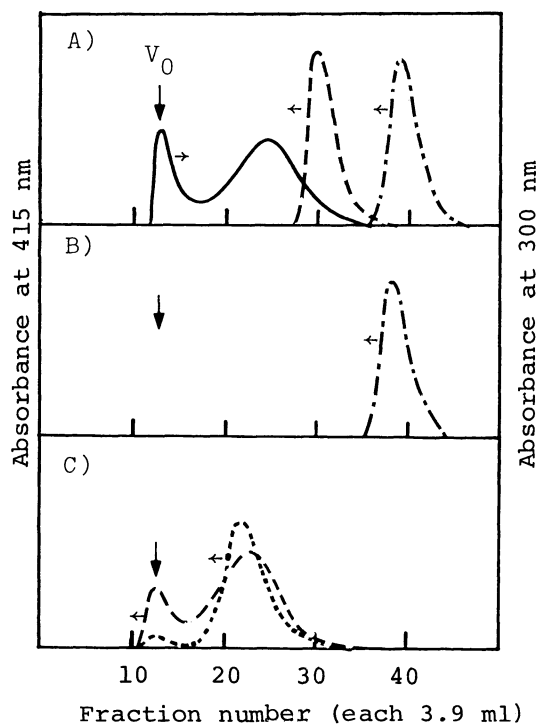 A)
V0
B)
C)
Absorbance at 415 nm
Absorbance at 300 nm
10 20 30 40
Fraction number (each 3.9 ml)